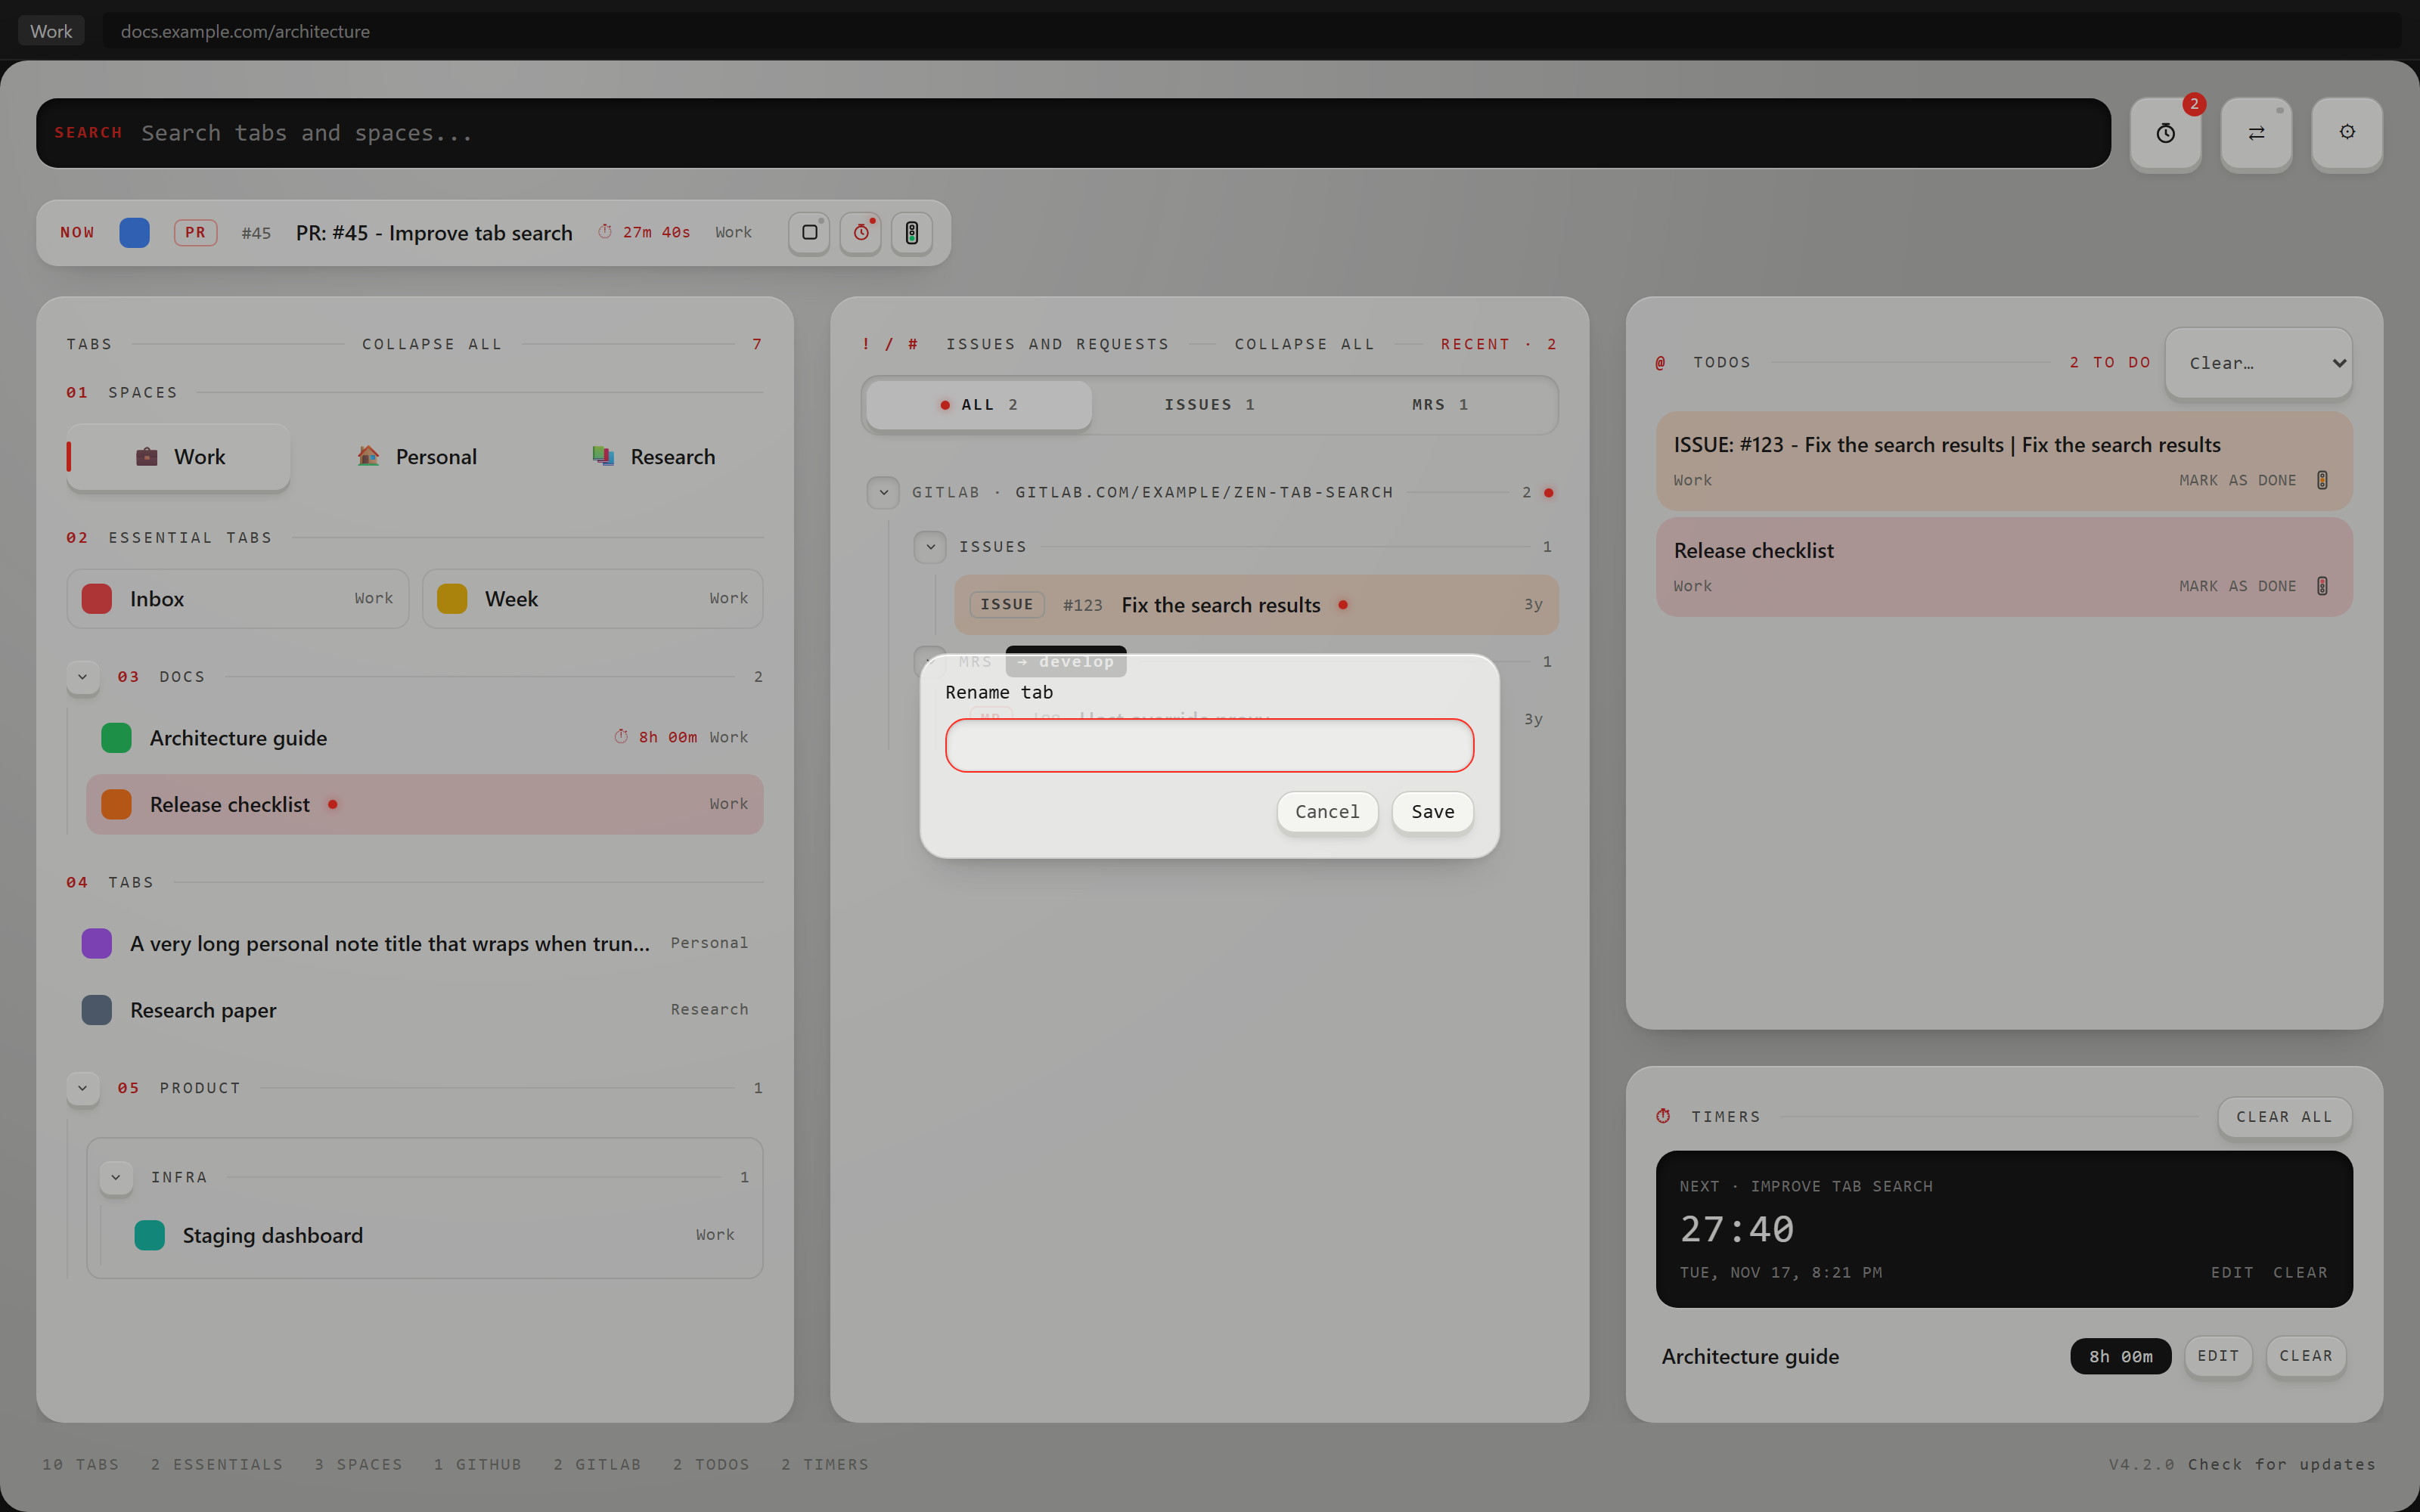 Work docs.example.com/architecture
SEARCH Search tabs and spaces... 2
NOW PR #45 PR: #45 - Improve tab search 27m 40s Work
TABS COLLAPSE ALL 7
01 SPACES
Work Personal Research
02 ESSENTIAL TABS
Inbox Work Week Work
03 DOCS 2
Architecture guide 8h 00m Work
Release checklist Work
04 TABS
A very long personal note title that wraps when trun... Personal
Research paper Research
05 PRODUCT 1
INFRA 1
Staging dashboard Work
! / # ISSUES AND REQUESTS COLLAPSE ALL RECENT · 2
ALL 2 ISSUES 1 MRS 1
GITLAB · GITLAB.COM/EXAMPLE/ZEN-TAB-SEARCH 2
ISSUES 1
ISSUE #123 Fix the search results 3y
MRS → develop 1
3y
Rename tab
Cancel Save
@ TODOS 2 TO DO Clear…
ISSUE: #123 - Fix the search results | Fix the search results
Work MARK AS DONE
Release checklist
Work MARK AS DONE
TIMERS CLEAR ALL
NEXT · IMPROVE TAB SEARCH
27:40
TUE, NOV 17, 8:21 PM EDIT CLEAR
Architecture guide 8h 00m EDIT CLEAR
10 TABS 2 ESSENTIALS 3 SPACES 1 GITHUB 2 GITLAB 2 TODOS 2 TIMERS
V4.2.0 Check for updates